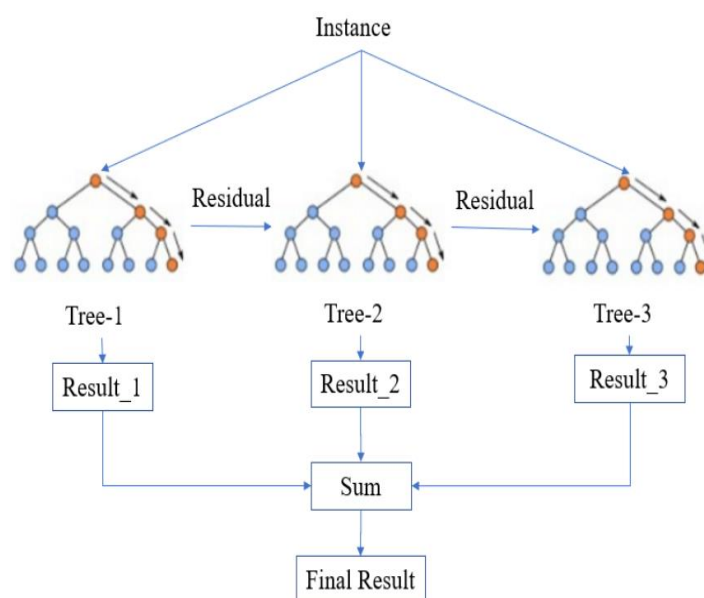 Instance
Residual
Residual
Tree-1
Tree-2
Tree-3
Result_1
Result_2
Result_3
Sum
Final Result